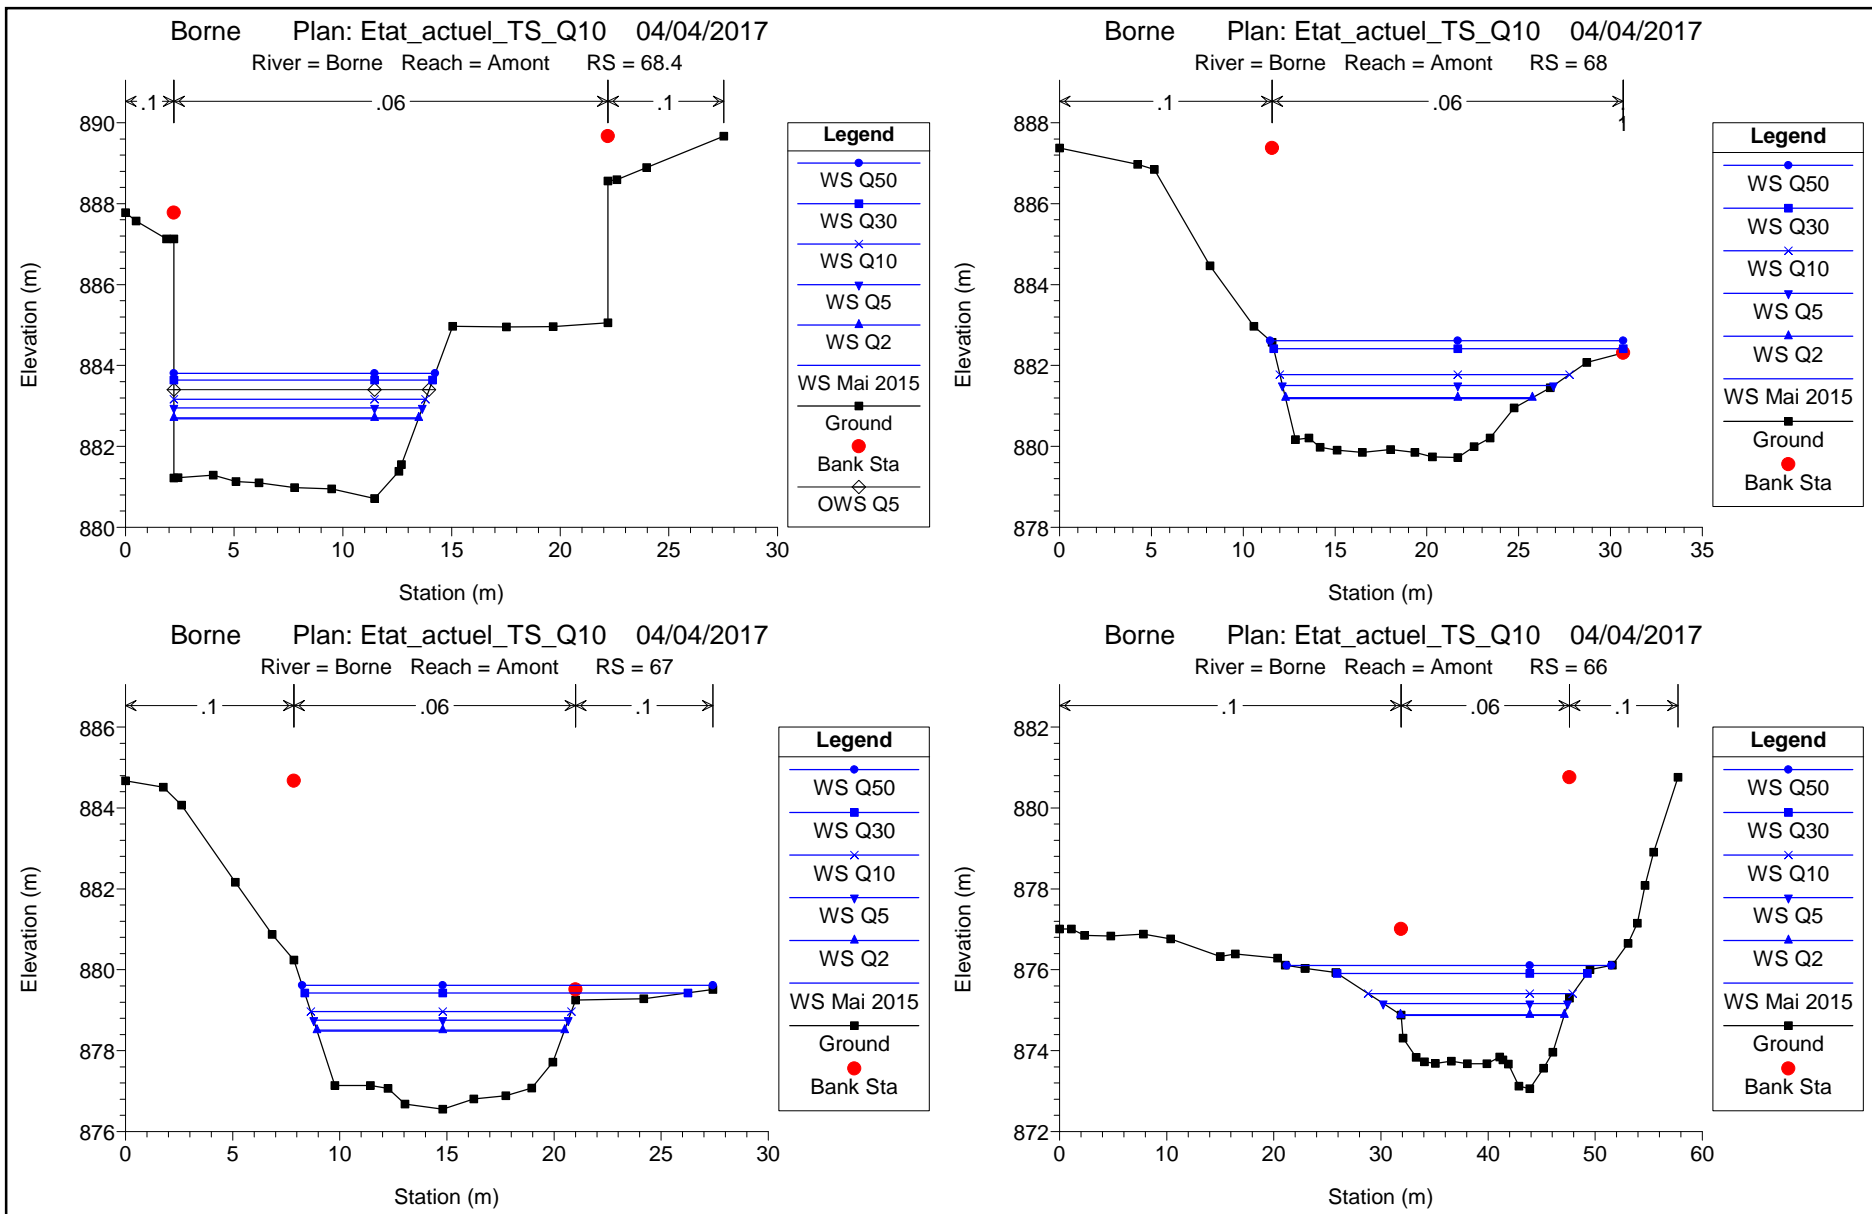 Borne Plan: Etat_actuel_TS_Q10 04/04/2017
River = Borne Reach = Amont RS = 68.4
.1 .06 .1
890
888
886
884
882
880
Elevation (m)
0 5 10 15 20 25 30
Station (m)
Legend
WS Q50
WS Q30
WS Q10
WS Q5
WS Q2
WS Mai 2015
Ground
Bank Sta
OWS Q5
Borne Plan: Etat_actuel_TS_Q10 04/04/2017
River = Borne Reach = Amont RS = 68
.1 .06 .1
888
886
884
882
880
878
Elevation (m)
0 5 10 15 20 25 30 35
Station (m)
Legend
WS Q50
WS Q30
WS Q10
WS Q5
WS Q2
WS Mai 2015
Ground
Bank Sta
Borne Plan: Etat_actuel_TS_Q10 04/04/2017
River = Borne Reach = Amont RS = 67
.1 .06 .1
886
884
882
880
878
876
Elevation (m)
0 5 10 15 20 25 30
Station (m)
Legend
WS Q50
WS Q30
WS Q10
WS Q5
WS Q2
WS Mai 2015
Ground
Bank Sta
Borne Plan: Etat_actuel_TS_Q10 04/04/2017
River = Borne Reach = Amont RS = 66
.1 .06 .1
882
880
878
876
874
872
Elevation (m)
0 10 20 30 40 50 60
Station (m)
Legend
WS Q50
WS Q30
WS Q10
WS Q5
WS Q2
WS Mai 2015
Ground
Bank Sta